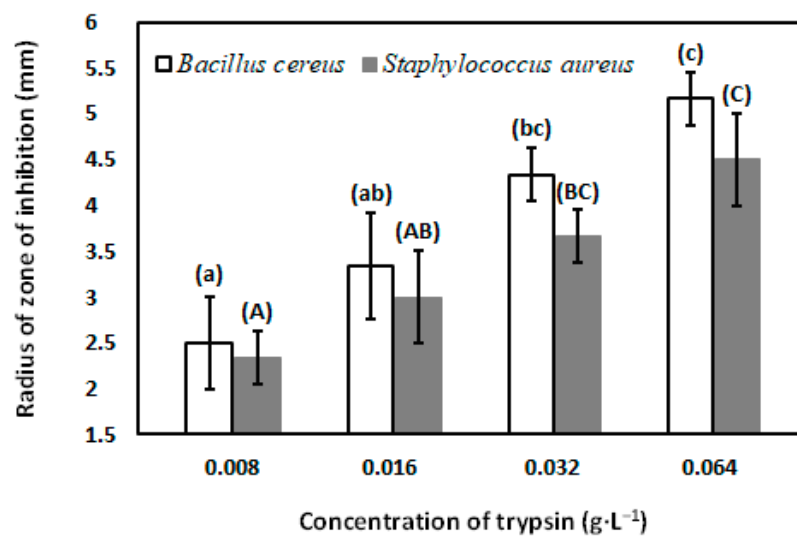 Radius of zone of inhibition (mm)
6
5.5
5
4.5
4
3.5
3
2.5
2
1.5
Bacillus cereus
Staphylococcus aureus
(a)
(A)
(ab)
(AB)
(bc)
(BC)
(c)
(C)
0.008
0.016
0.032
0.064
Concentration of trypsin (g·L⁻¹)